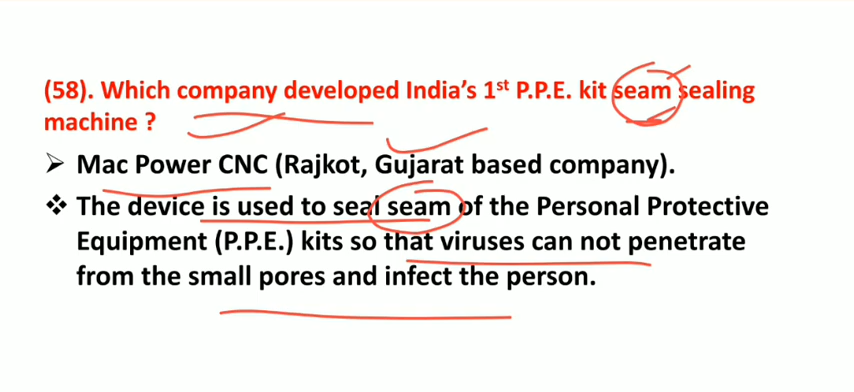 (58). Which company developed India's 1st P.P.E. kit seam sealing
machine ?
➢ Mac Power CNC (Rajkot, Gujarat based company).
❖ The device is used to seal seam of the Personal Protective
Equipment (P.P.E.) kits so that viruses can not penetrate
from the small pores and infect the person.